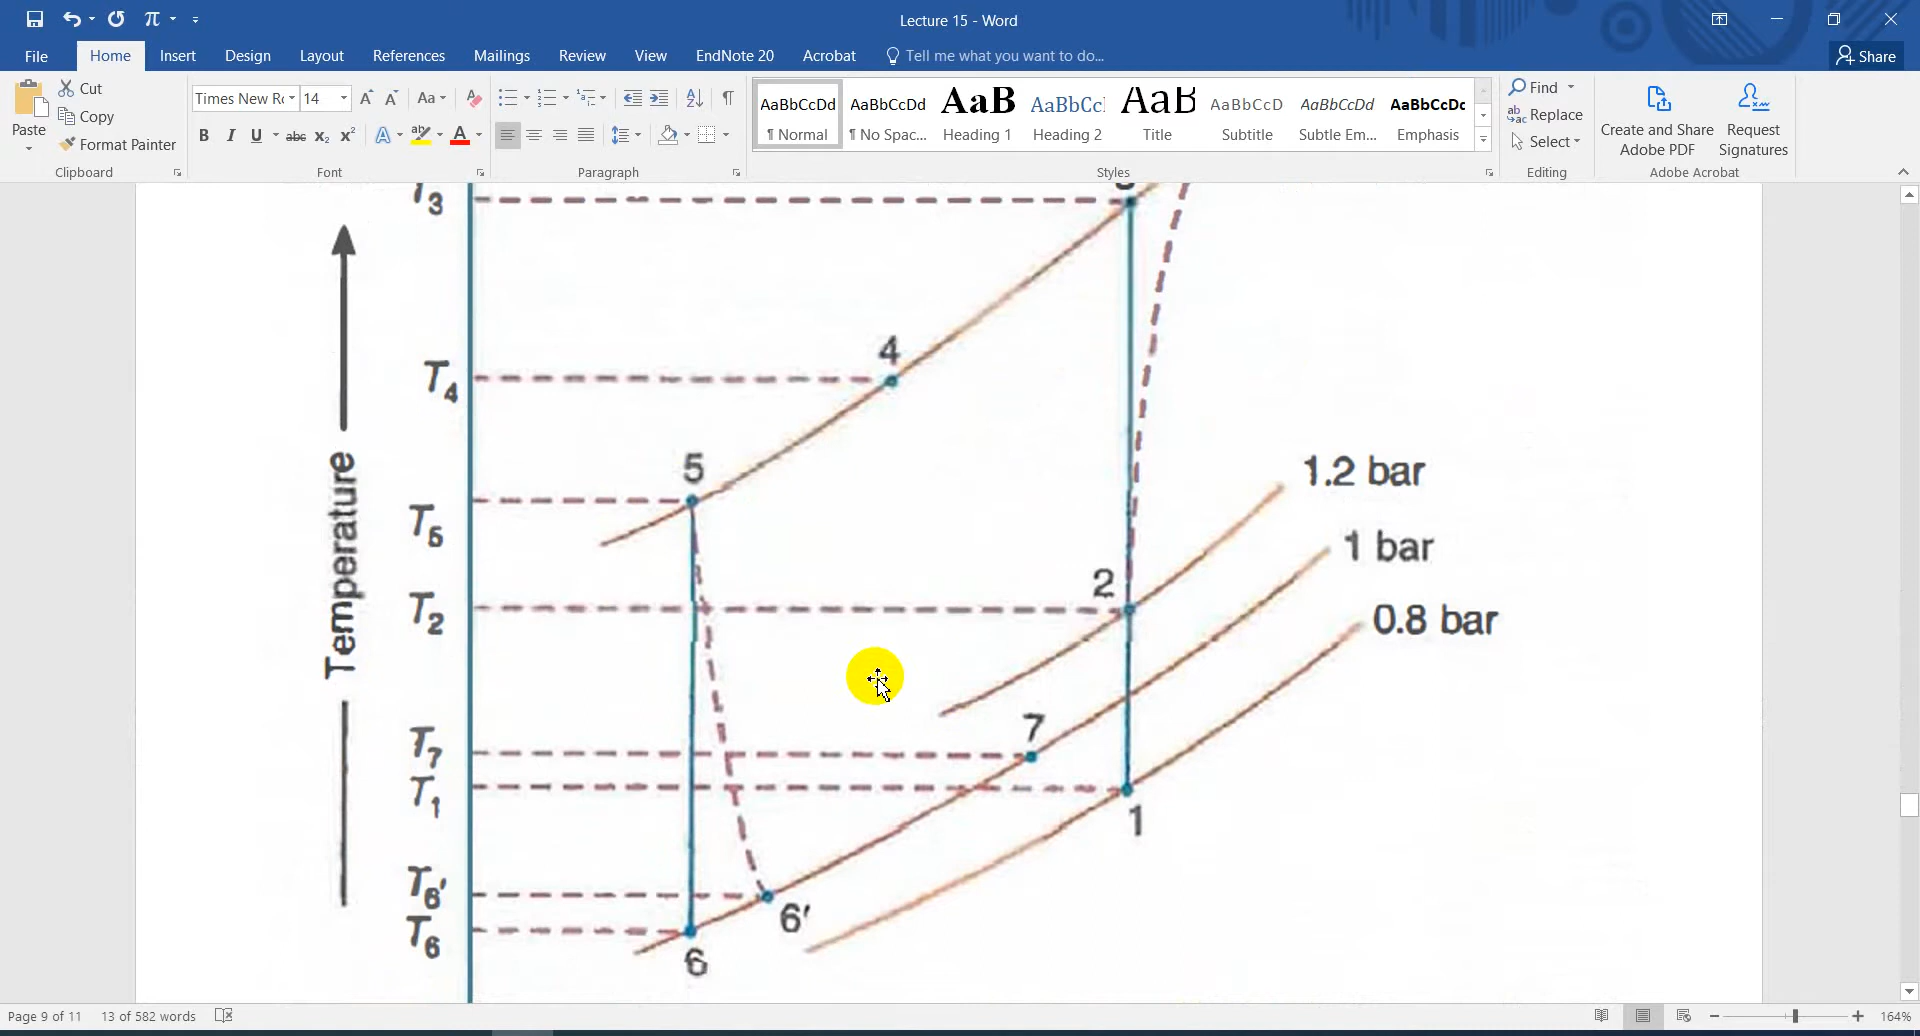 Lecture 15 - Word
File Home Insert Design Layout References Mailings Review View EndNote 20 Acrobat Tell me what you want to do... Share
Paste
Cut
Copy
Format Painter
Clipboard
Times New Ro 14
Font
Paragraph
AaBbCcDd AaBbCcDd AaB AaBbCc AaB AaBbCcD AaBbCcDd AaBbCcDc
¶ Normal ¶ No Spac... Heading 1 Heading 2 Title Subtitle Subtle Em... Emphasis
Styles
Find
Replace
Select
Editing
Create and Share
Adobe PDF
Request
Signatures
Adobe Acrobat
T3
3
T4
4
5
T5
Temperature
T2
2
1.2 bar
1 bar
0.8 bar
T7
7
T1
1
T6'
6'
T6
6
Page 9 of 11 13 of 582 words 164%